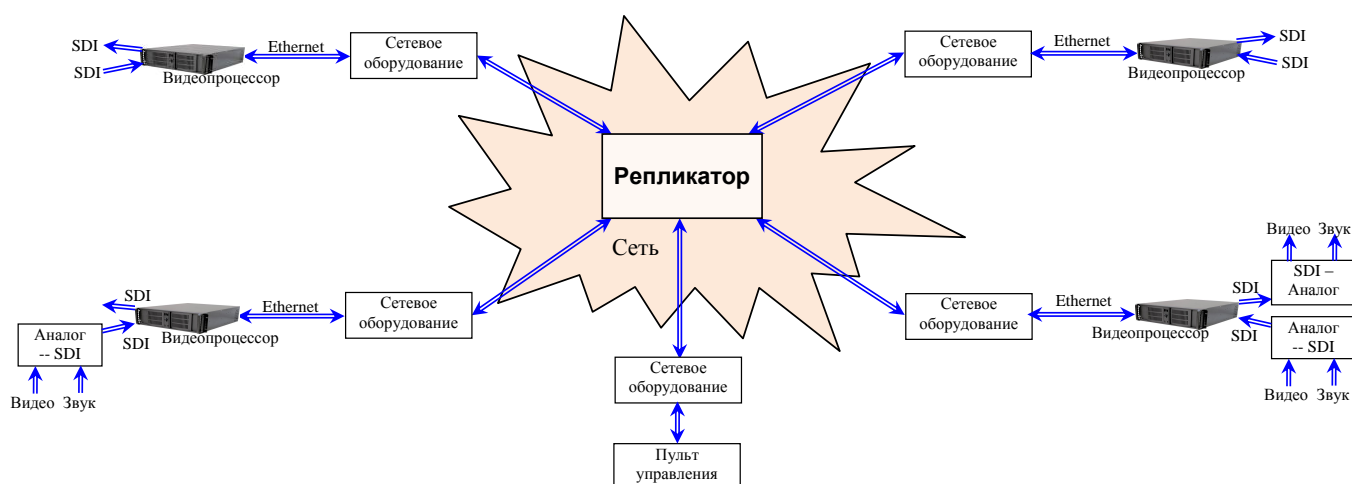 SDI
SDI
Видеопроцессор
Ethernet
Сетевое
оборудование
Сетевое
оборудование
Ethernet
SDI
SDI
Видеопроцессор
Репликатор
Сеть
SDI
SDI
Видеопроцессор
Ethernet
Сетевое
оборудование
Аналог
-- SDI
Видео
Звук
Сетевое
оборудование
Пульт
управления
Сетевое
оборудование
Ethernet
Видеопроцессор
SDI
SDI
Видео
Звук
SDI –
Аналог
Аналог
-- SDI
Видео
Звук